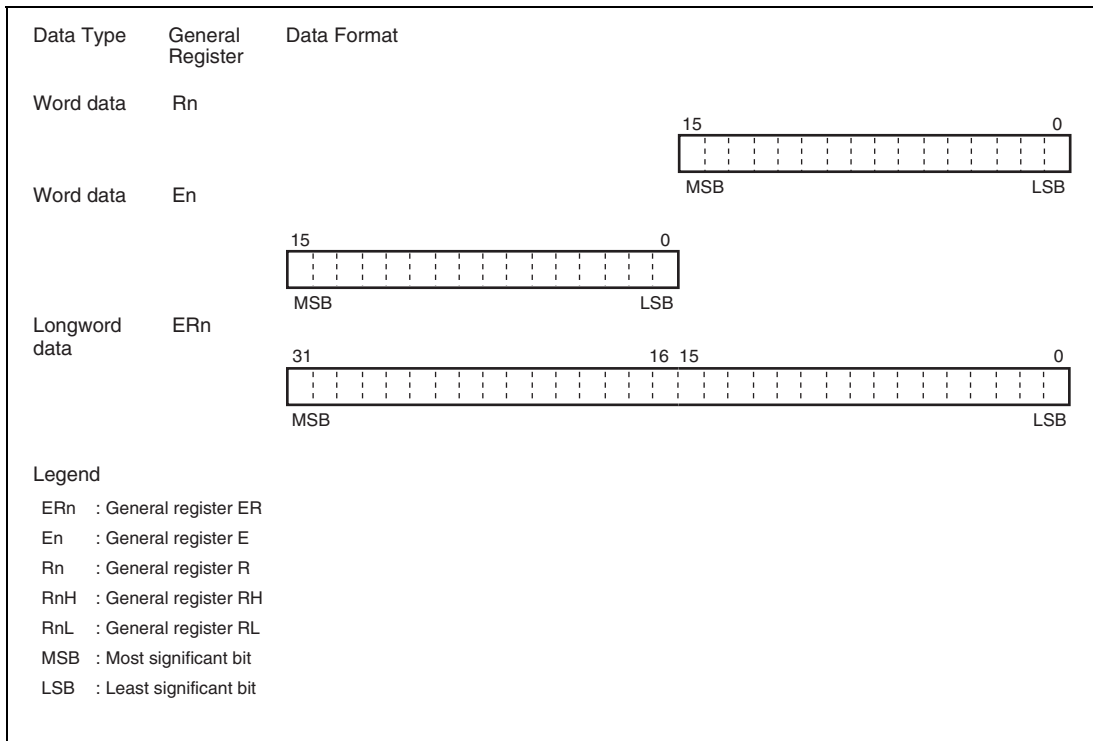 Data Type General Register Data Format
Word data Rn
15 0
MSB LSB
Word data En
15 0
MSB LSB
Longword data ERn
31 16 15 0
MSB LSB
Legend
ERn : General register ER
En : General register E
Rn : General register R
RnH : General register RH
RnL : General register RL
MSB : Most significant bit
LSB : Least significant bit